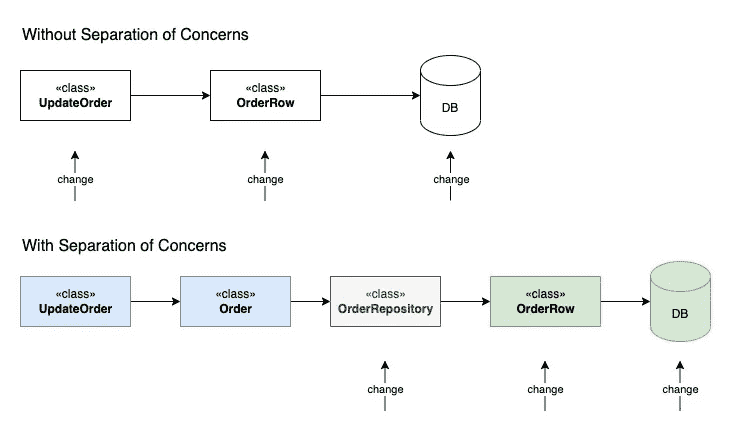 Without Separation of Concerns
«class»
UpdateOrder
«class»
OrderRow
DB
change
change
change
With Separation of Concerns
«class»
UpdateOrder
«class»
Order
«class»
OrderRepository
«class»
OrderRow
DB
change
change
change